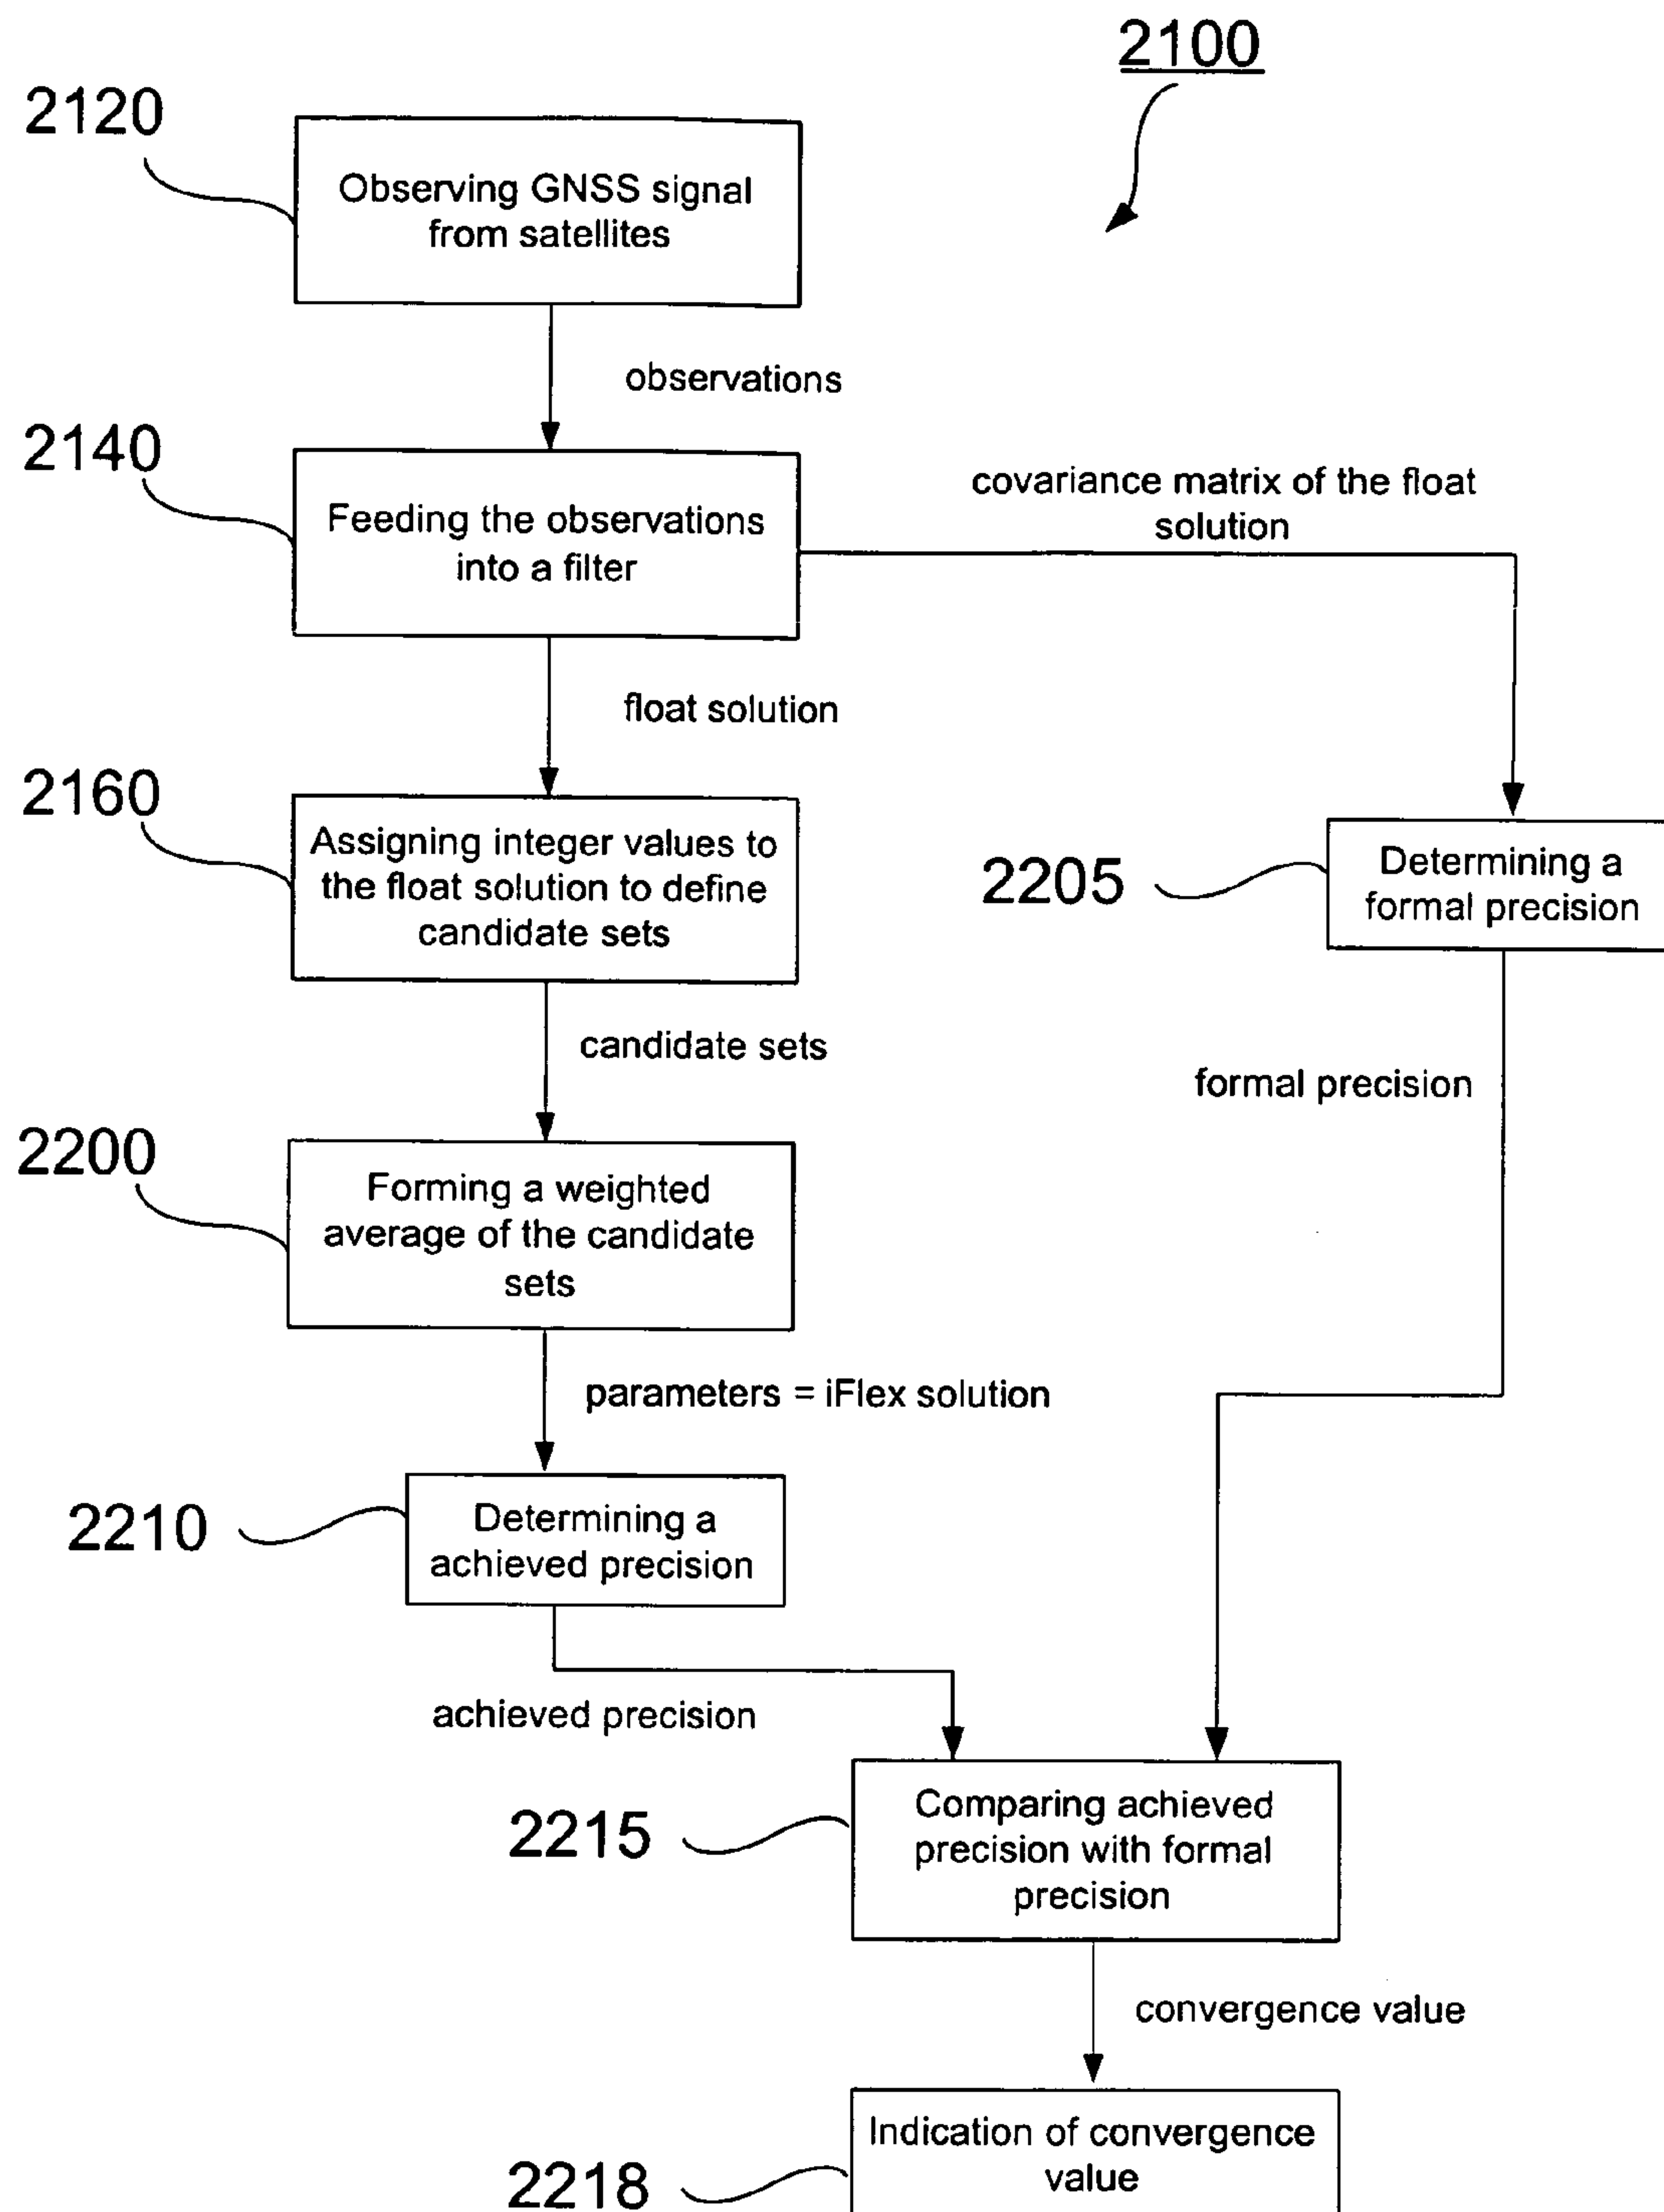 2100
2120
Observing GNSS signal
from satellites
observations
2140
Feeding the observations
into a filter
covariance matrix of the float
solution
float solution
2160
Assigning integer values to
the float solution to define
candidate sets
2205
Determining a
formal precision
candidate sets
formal precision
2200
Forming a weighted
average of the candidate
sets
parameters = iFlex solution
2210
Determining a
achieved precision
achieved precision
2215
Comparing achieved
precision with formal
precision
convergence value
2218
Indication of convergence
value